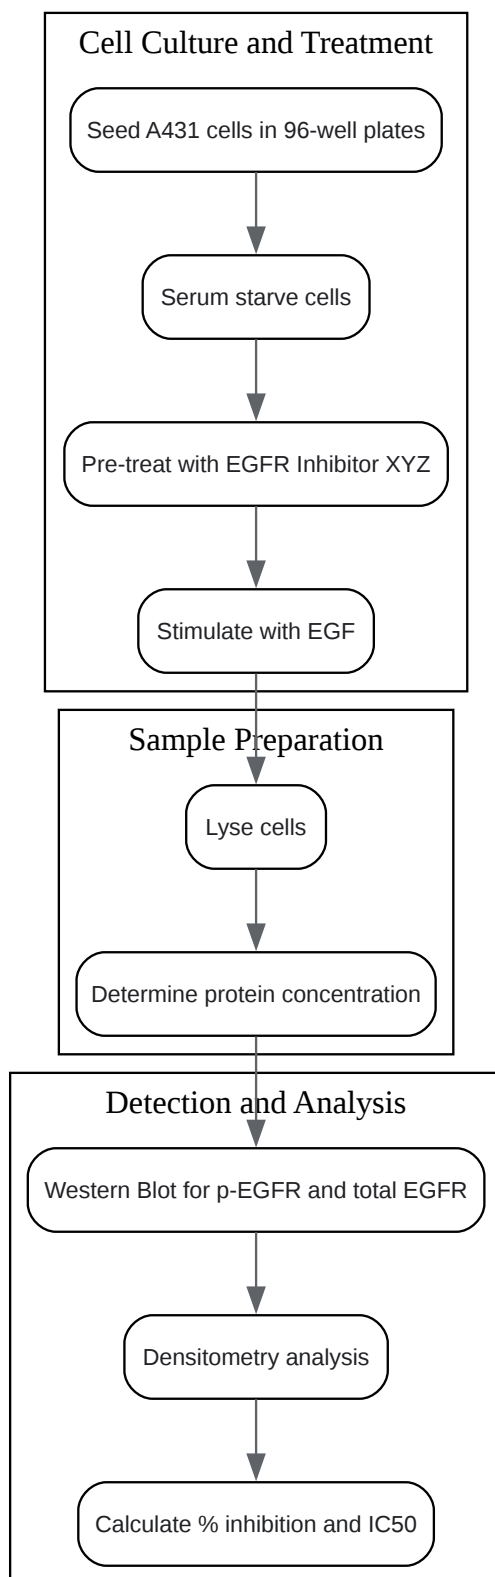 Cell Culture and Treatment
Seed A431 cells in 96-well plates
Serum starve cells
Pre-treat with EGFR Inhibitor XYZ
Stimulate with EGF
Sample Preparation
Lyse cells
Determine protein concentration
Detection and Analysis
Western Blot for p-EGFR and total EGFR
Densitometry analysis
Calculate % inhibition and IC50